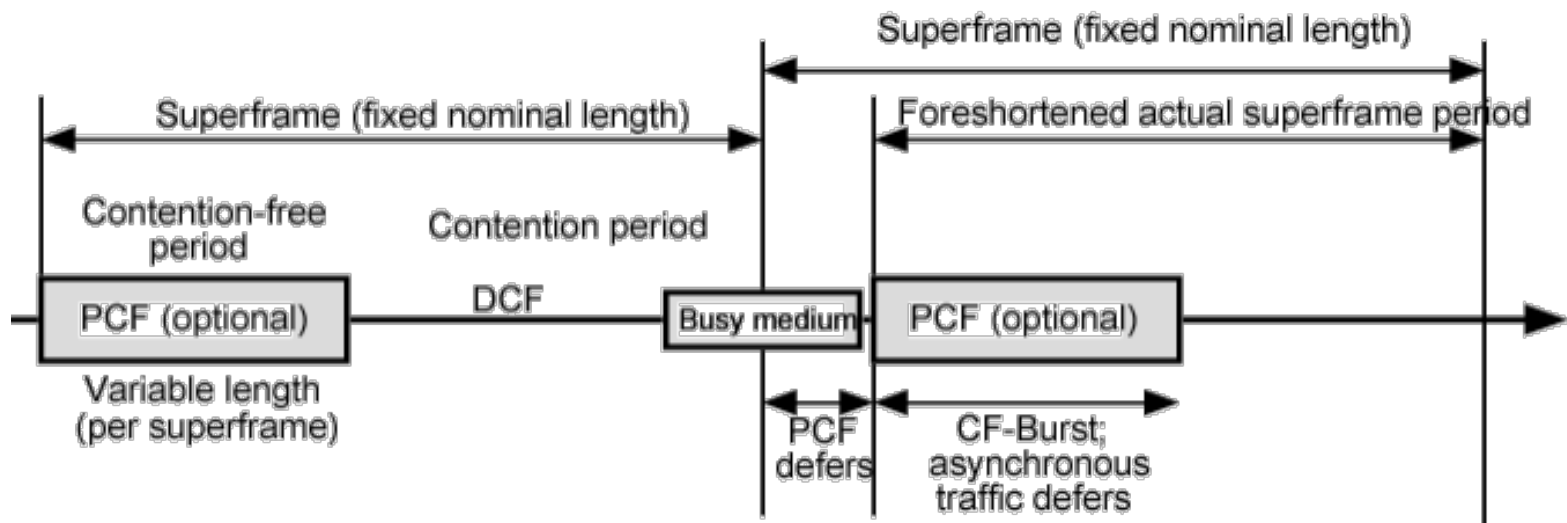 Superframe (fixed nominal length)
Superframe (fixed nominal length)
Foreshortened actual superframe period
Contention-free
period
Contention period
PCF (optional)
DCF
Busy medium
PCF (optional)
Variable length
(per superframe)
PCF
defers
CF-Burst;
asynchronous
traffic defers